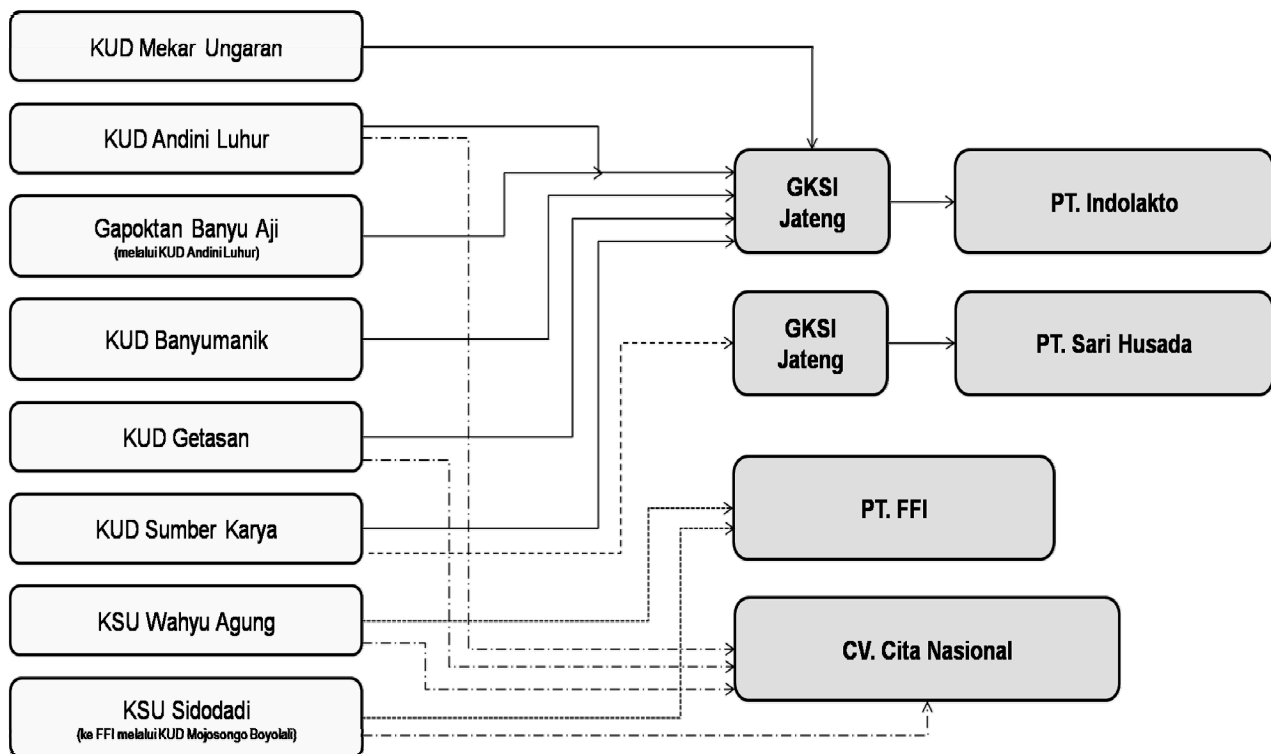 KUD Mekar Ungaran
KUD Andini Luhur
Gapoktan Banyu Aji
(melalui KUD Andini Luhur)
KUD Banyumanik
KUD Getasan
KUD Sumber Karya
KSU Wahyu Agung
KSU Sidodadi
(ke FFI melalui KUD Mojosongo Boyolali)
GKSI
Jateng
PT. Indolakto
GKSI
Jateng
PT. Sari Husada
PT. FFI
CV. Cita Nasional